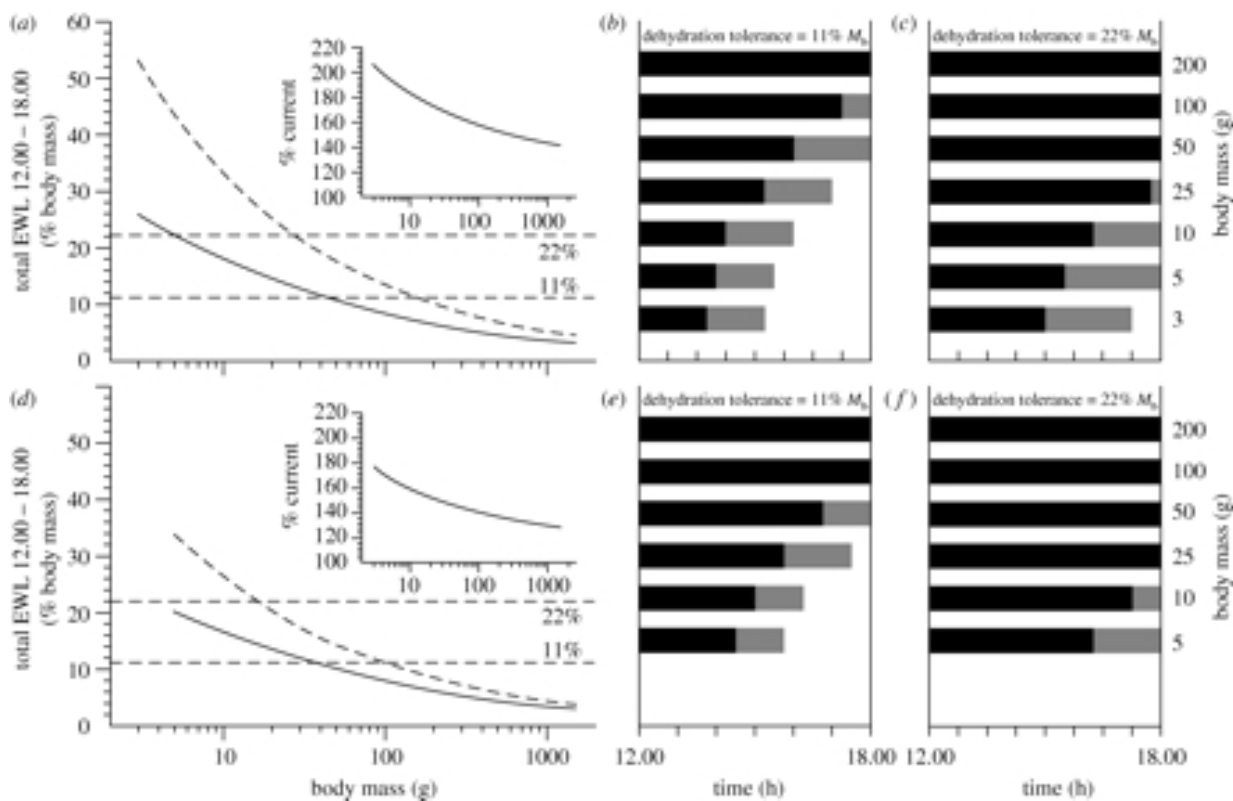 (a)
60
50
40
30
20
10
0
total EWL 12.00 – 18.00
(% body mass)
22%
11%
220
200
180
160
140
120
100
% current
10 100 1000
(b)
dehydration tolerance = 11% Mb
(c)
dehydration tolerance = 22% Mb
200
100
50
25
10
5
3
body mass (g)
(d)
50
40
30
20
10
0
total EWL 12.00 – 18.00
(% body mass)
22%
11%
10 100 1000
body mass (g)
220
200
180
160
140
120
100
% current
10 100 1000
(e)
dehydration tolerance = 11% Mb
12.00 18.00
time (h)
(f)
dehydration tolerance = 22% Mb
200
100
50
25
10
5
body mass (g)
12.00 18.00
time (h)